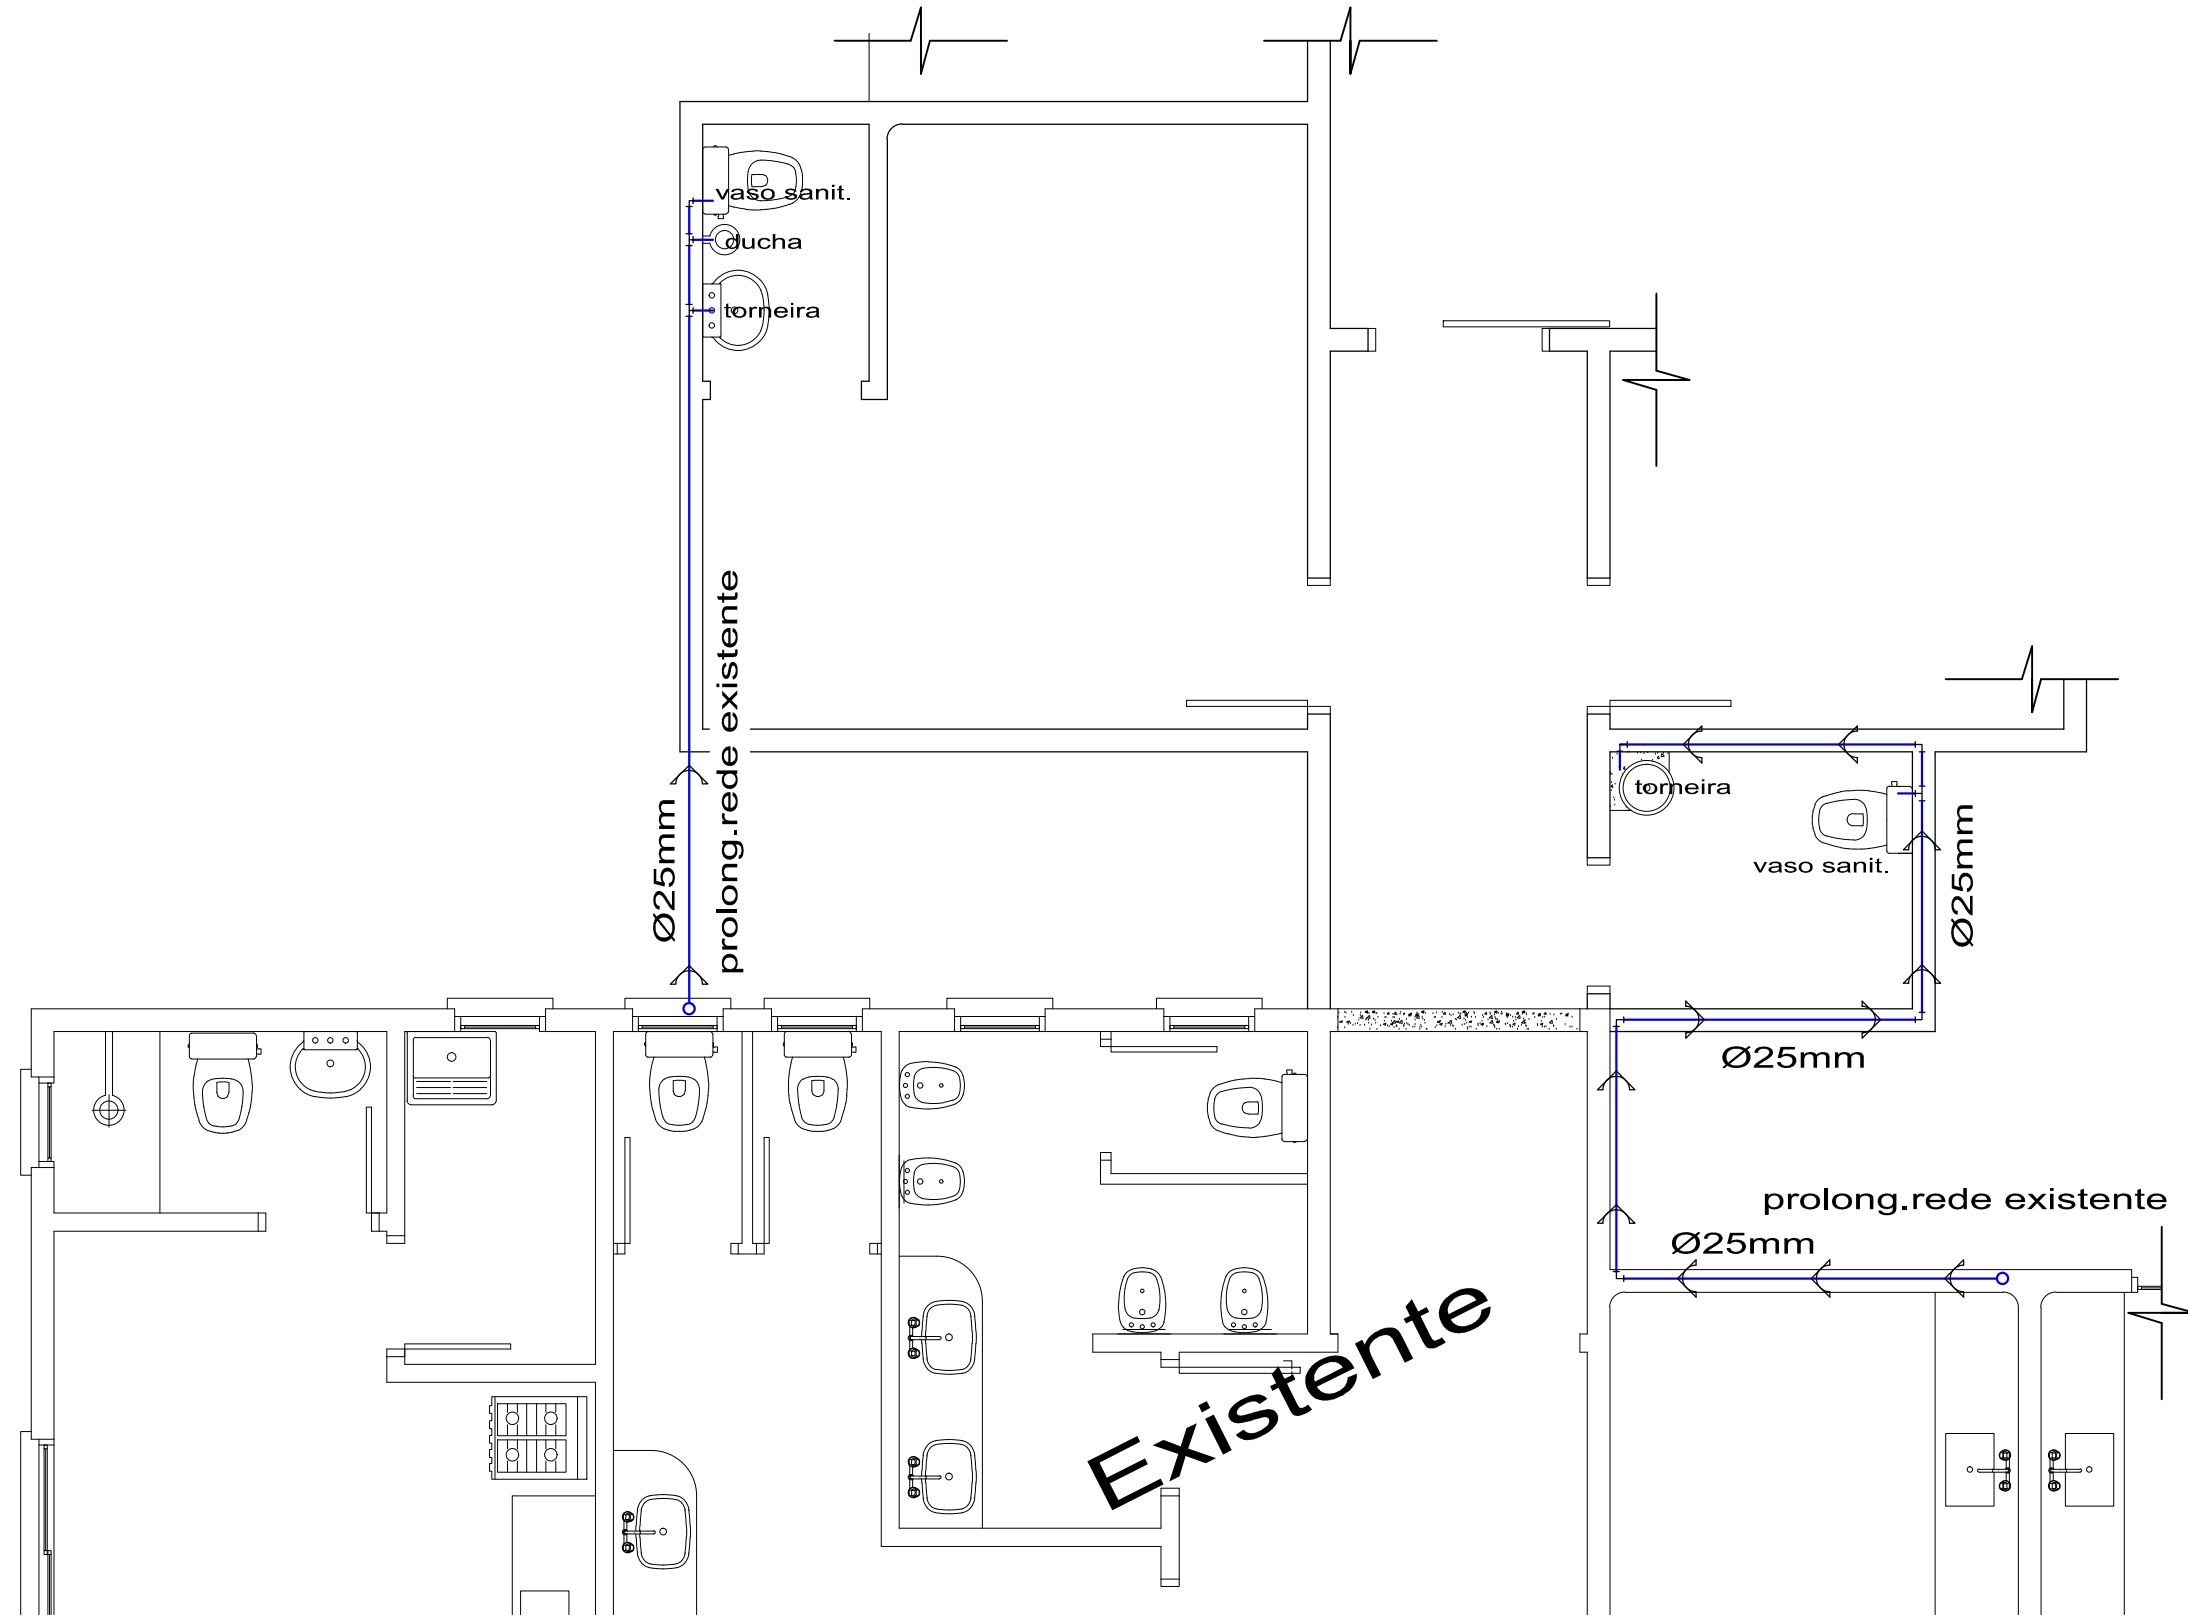 vaso sanit.
ducha
torneira
prolong.rede existente
Ø25mm
torneira
vaso sanit.
Ø25mm
Ø25mm
prolong.rede existente
Ø25mm
Existente